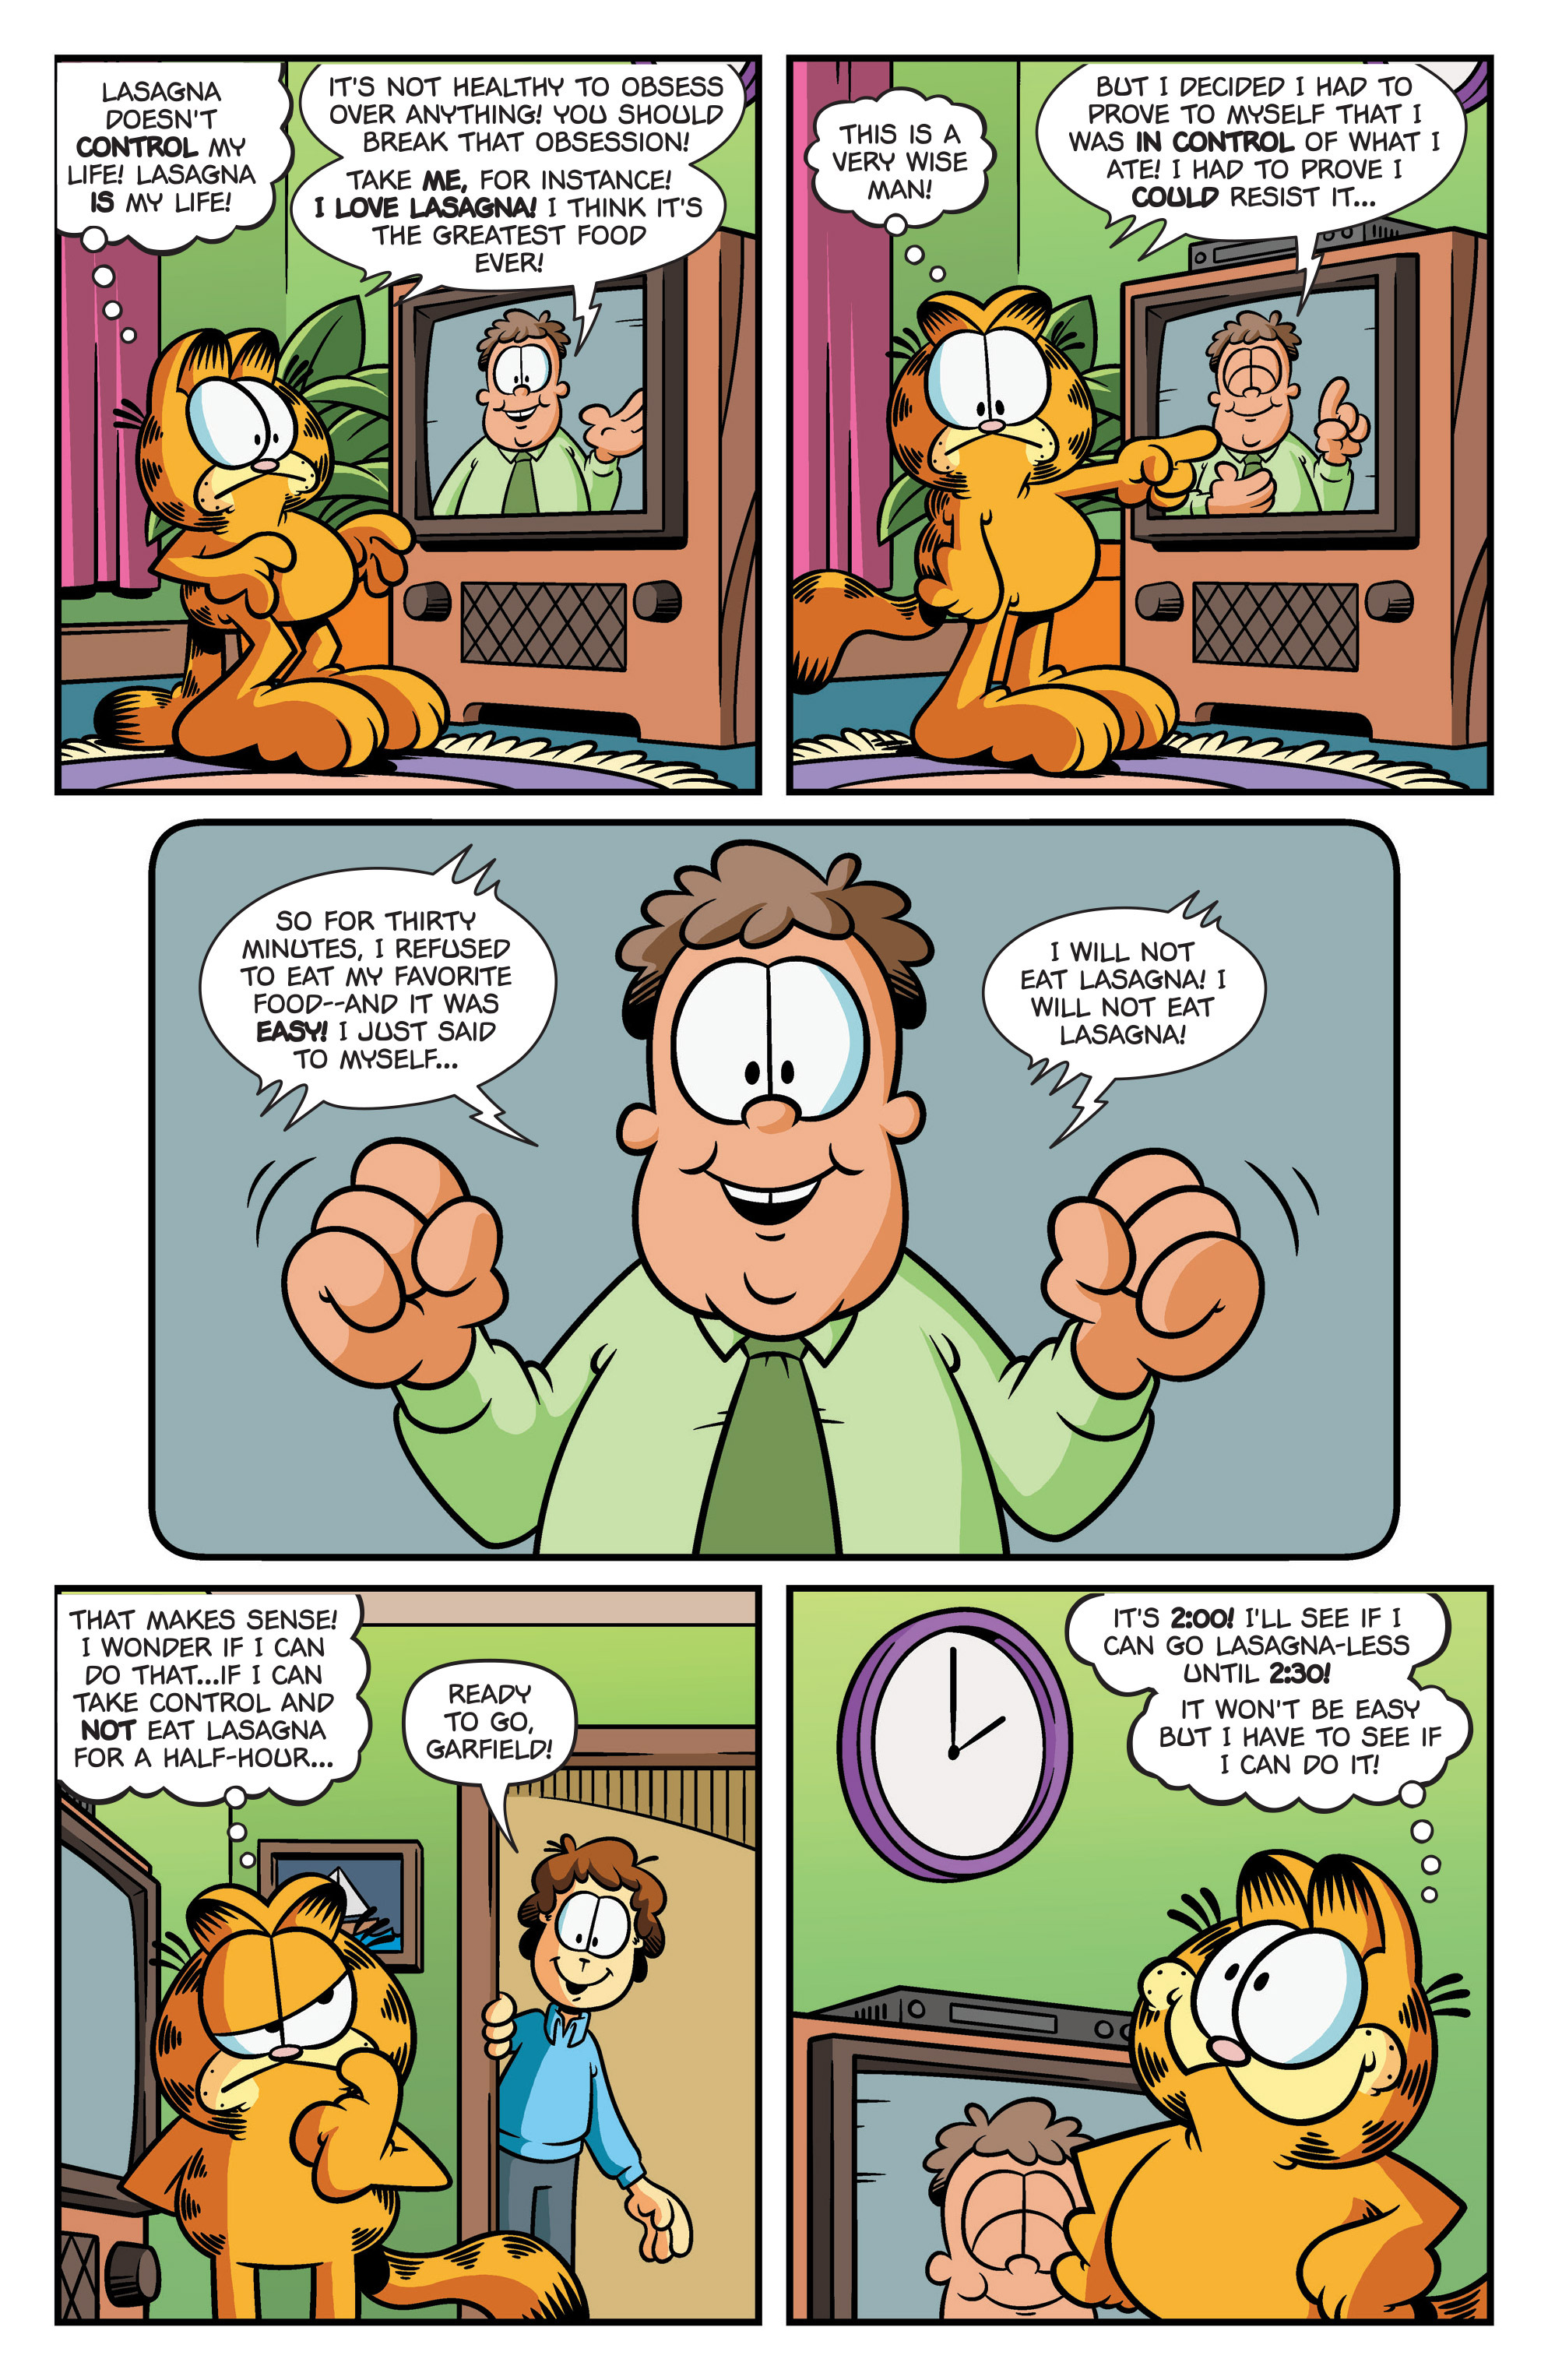 LASAGNA
DOESN'T
CONTROL MY
LIFE! LASAGNA
IS MY LIFE!
IT'S NOT HEALTHY TO OBSESS
OVER ANYTHING! YOU SHOULD
BREAK THAT OBSESSION!
TAKE ME, FOR INSTANCE!
I LOVE LASAGNA! I THINK IT'S
THE GREATEST FOOD
EVER!
THIS IS A
VERY WISE
MAN!
BUT I DECIDED I HAD TO
PROVE TO MYSELF THAT I
WAS IN CONTROL OF WHAT I
ATE! I HAD TO PROVE I
COULD RESIST IT...
SO FOR THIRTY
MINUTES, I REFUSED
TO EAT MY FAVORITE
FOOD--AND IT WAS
EASY! I JUST SAID
TO MYSELF...
I WILL NOT
EAT LASAGNA! I
WILL NOT EAT
LASAGNA!
THAT MAKES SENSE!
I WONDER IF I CAN
DO THAT...IF I CAN
TAKE CONTROL AND
NOT EAT LASAGNA
FOR A HALF-HOUR...
READY
TO GO,
GARFIELD!
IT'S 2:00! I'LL SEE IF I
CAN GO LASAGNA-LESS
UNTIL 2:30!
IT WON'T BE EASY
BUT I HAVE TO SEE IF
I CAN DO IT!